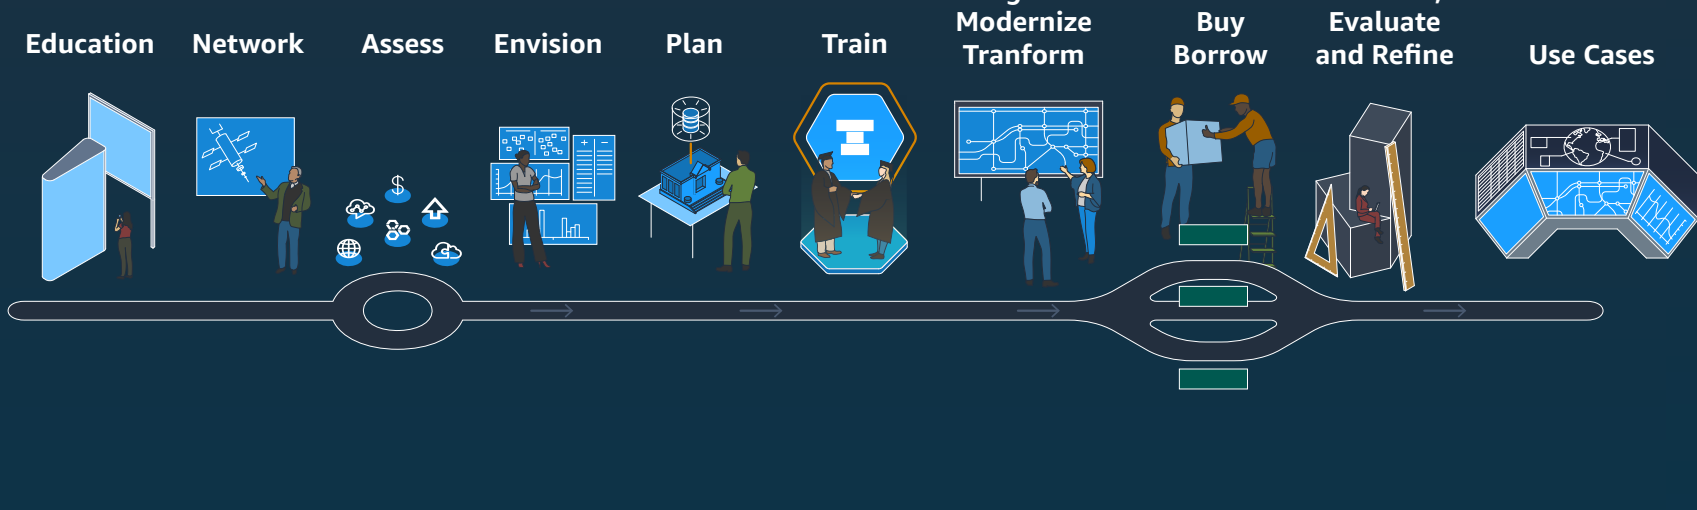 Education
Network
Assess
Envision
Plan
Train
Modernize
Tranform
Buy
Borrow
Evaluate
and Refine
Use Cases